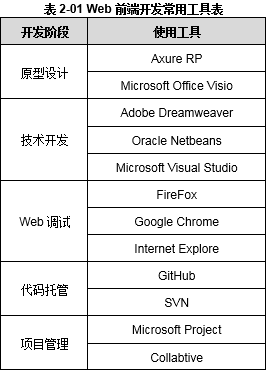 表 2-01 Web 前端开发常用工具表
开发阶段 使用工具
原型设计
Axure RP
Microsoft Office Visio
技术开发
Adobe Dreamweaver
Oracle Netbeans
Microsoft Visual Studio
Web 调试
FireFox
Google Chrome
Internet Explore
代码托管
GitHub
SVN
项目管理
Microsoft Project
Collabtive